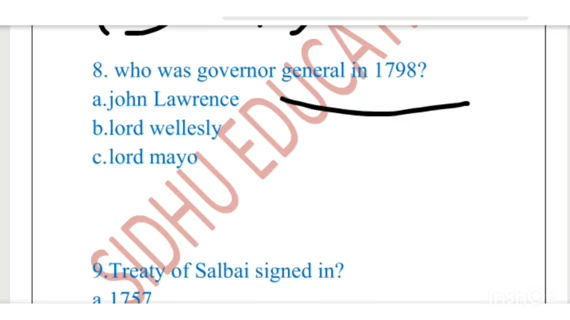 8. who was governor general in 1798?
a.john Lawrence
b.lord wellesly
c.lord mayo
SIDHU EDUCAT
9.Treaty of Salbai signed in?
a.1757